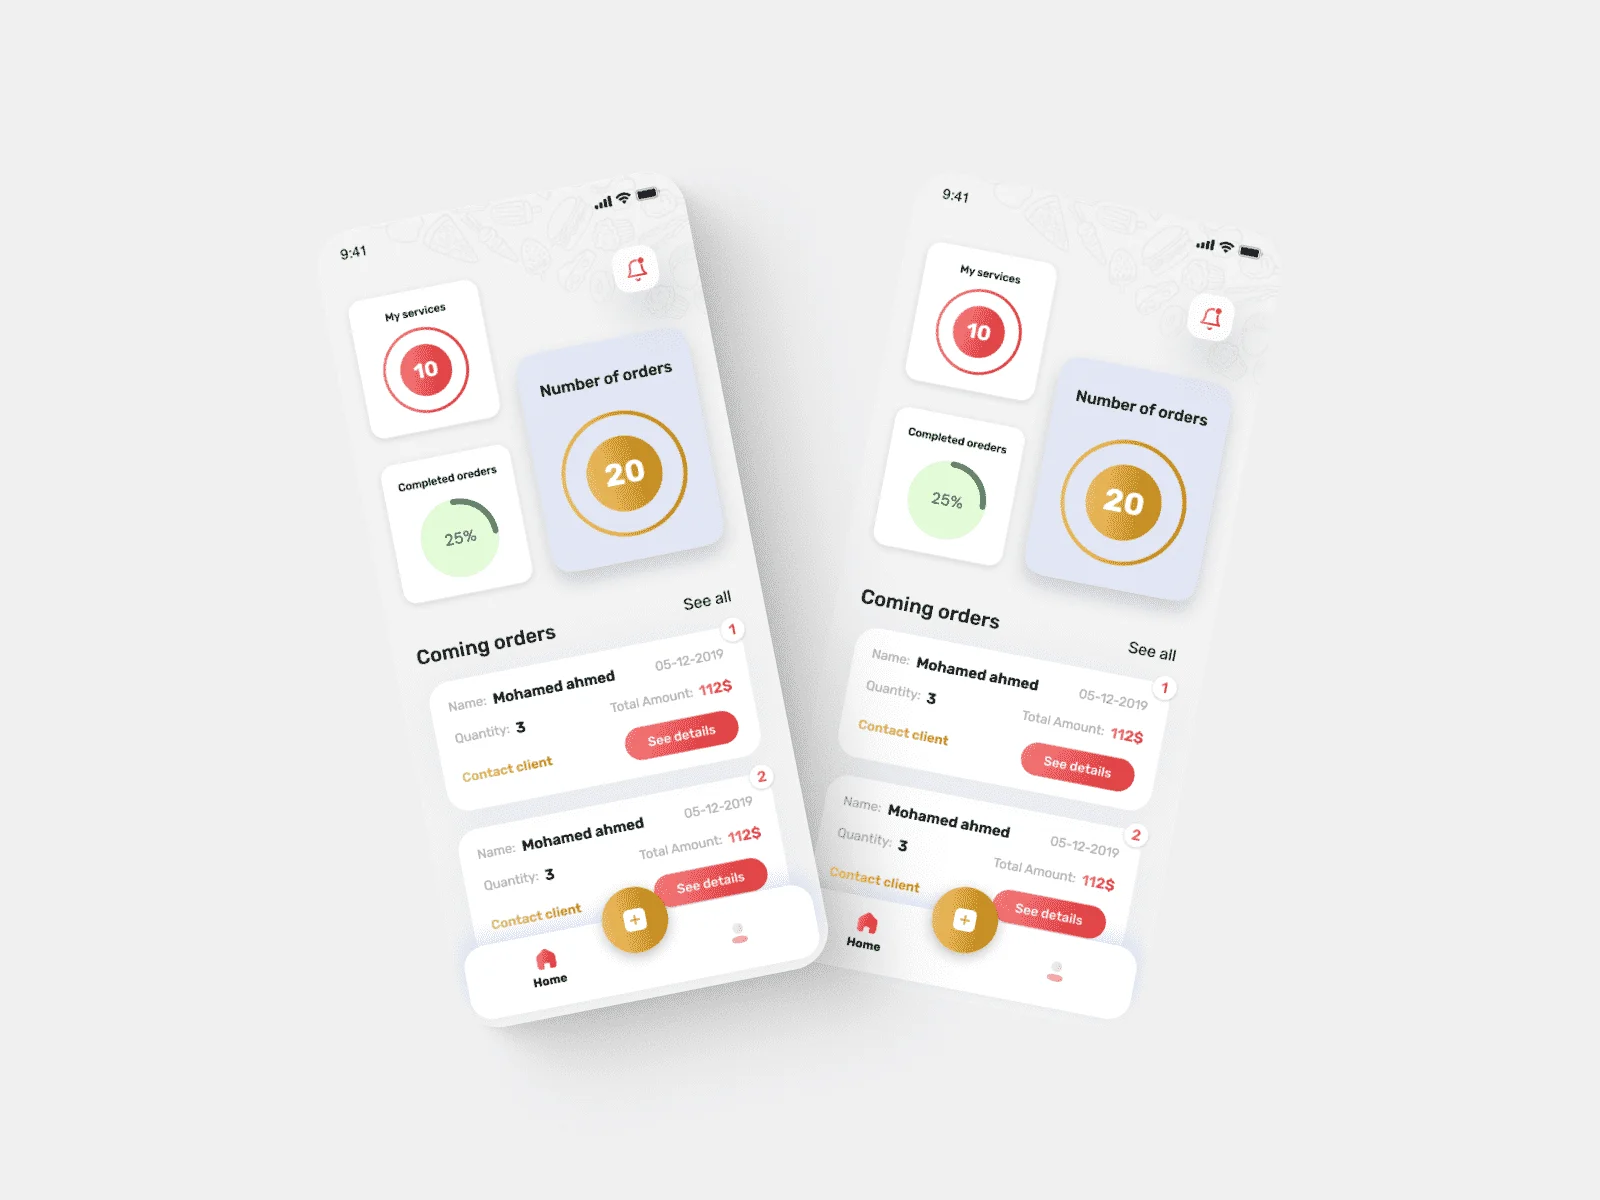 9:41
My services
10
Number of orders
20
Completed oreders
25%
See all
Coming orders
1
Name: Mohamed ahmed 05-12-2019
Quantity: 3 Total Amount: 112$
Contact client See details
2
Name: Mohamed ahmed 05-12-2019
Quantity: 3 Total Amount: 112$
Contact client See details
Home
9:41
My services
10
Number of orders
20
Completed oreders
25%
Coming orders
See all
1
Name: Mohamed ahmed 05-12-2019
Quantity: 3 Total Amount: 112$
Contact client See details
2
Name: Mohamed ahmed 05-12-2019
Quantity: 3 Total Amount: 112$
Contact client See details
Home